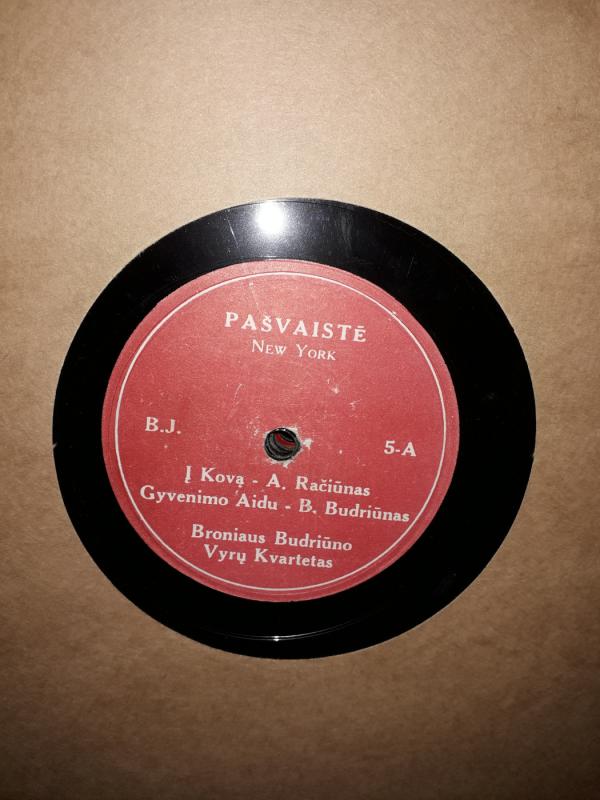 PAŠVAISTĖ
NEW YORK
B.J.
5-A
Į Kovą - A. Račiūnas
Gyvenimo Aidu - B. Budriūnas
Broniaus Budriūno
Vyrų Kvartetas